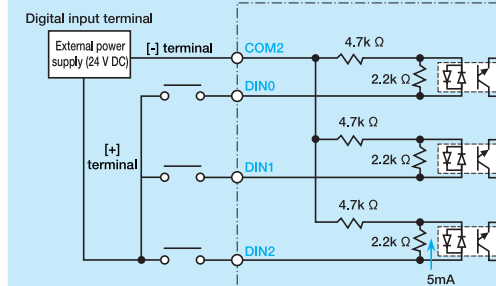 Digital input terminal
External power
supply (24 V DC)
[-] terminal
COM2
4.7k Ω
2.2k Ω
DIN0
4.7k Ω
[+]
terminal
2.2k Ω
DIN1
4.7k Ω
2.2k Ω
DIN2
5mA